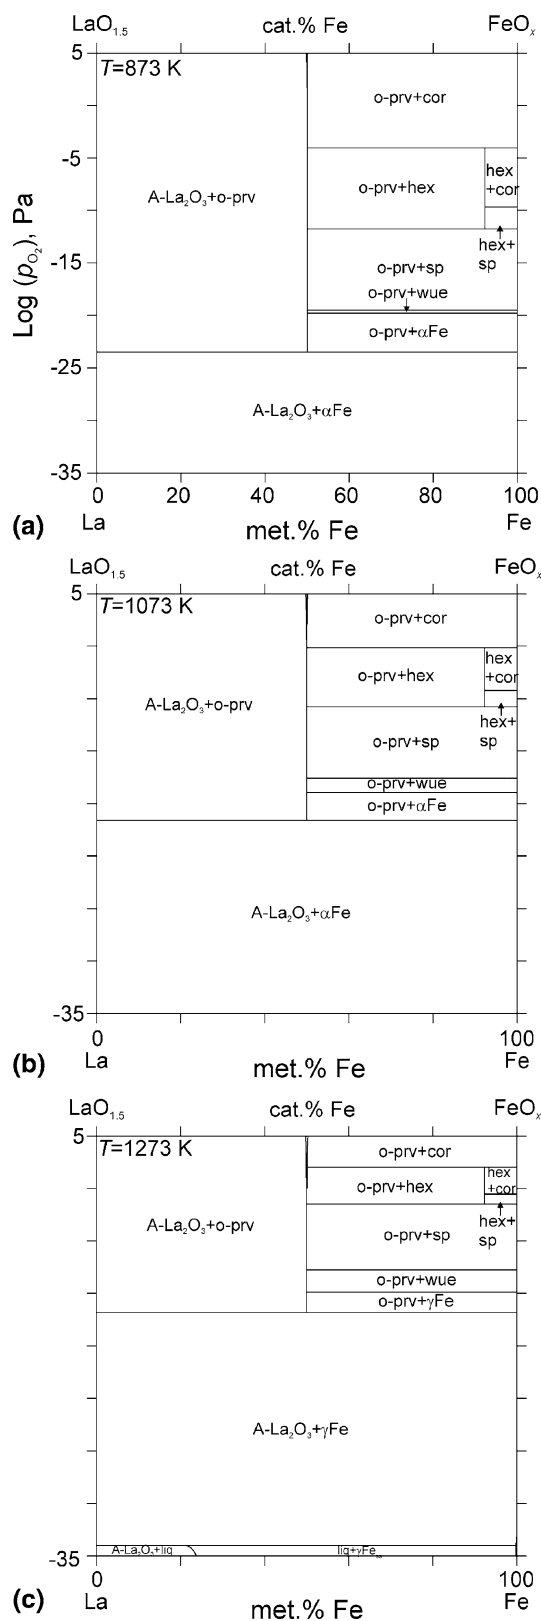 LaO1.5 cat.% Fe FeOx
5
T=873 K
o-prv+cor
-5
hex
+cor
A-La2O3+o-prv
o-prv+hex
Log (pO2), Pa
-15
hex+
sp
o-prv+sp
o-prv+wue
-25
o-prv+αFe
A-La2O3+αFe
-35
0 20 40 60 80 100
(a) La met.% Fe Fe
LaO1.5 cat.% Fe FeOx
5
T=1073 K
o-prv+cor
hex
+cor
o-prv+hex
A-La2O3+o-prv
hex+
sp
o-prv+sp
o-prv+wue
o-prv+αFe
A-La2O3+αFe
-35
0 100
(b) La met.% Fe Fe
LaO1.5 cat.% Fe FeOx
5
T=1273 K
o-prv+cor
hex
+cor
o-prv+hex
A-La2O3+o-prv
hex+
sp
o-prv+sp
o-prv+wue
o-prv+γFe
A-La2O3+γFe
A-La2O3+liq liq+γFess
-35
0 100
(c) La met.% Fe Fe